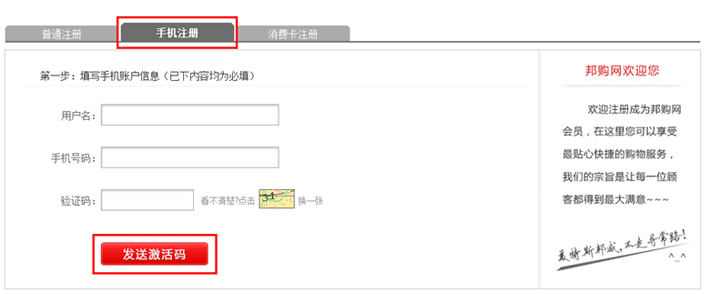 普通注册
手机注册
消费卡注册
第一步：填写手机账户信息（已下内容均为必填）
用户名：
手机号码：
验证码：
看不清楚?点击
换一张
发送激活码
邦购网欢迎您
欢迎注册成为邦购网
会员，在这里您可以享受
最贴心快捷的购物服务，
我们的宗旨是让每一位顾
客都得到最大满意~~~
美特斯邦威，不走寻常路！
^_^